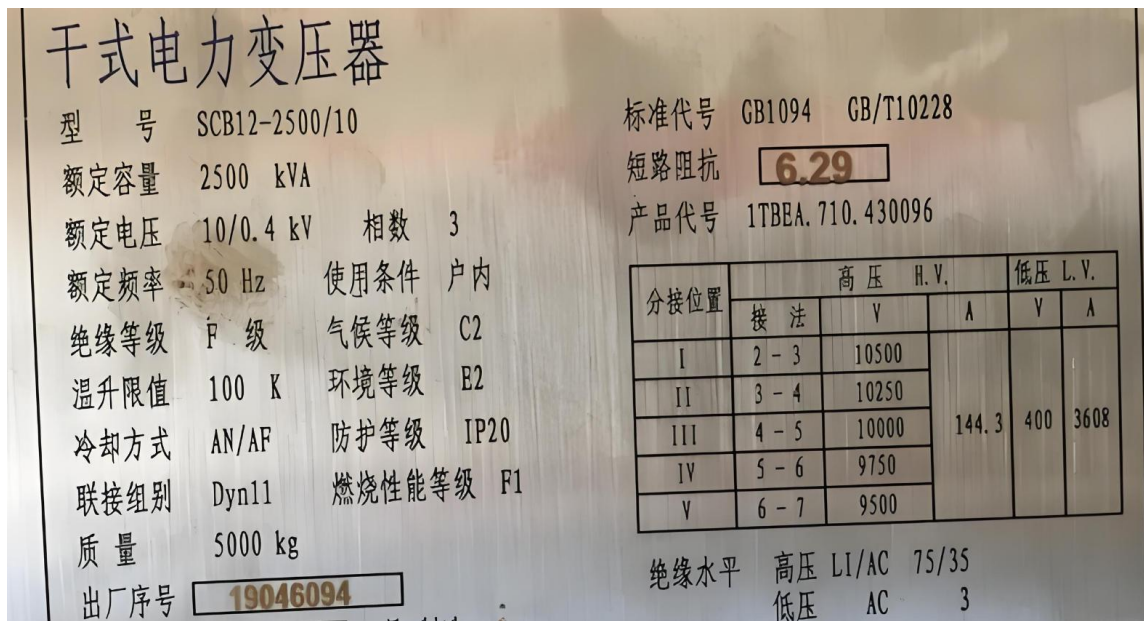 干式电力变压器
型 号 SCB12-2500/10
额定容量 2500 kVA
额定电压 10/0.4 kV 相数 3
额定频率 50 Hz 使用条件 户内
绝缘等级 F 级 气候等级 C2
温升限值 100 K 环境等级 E2
冷却方式 AN/AF 防护等级 IP20
联接组别 Dyn11 燃烧性能等级 F1
质 量 5000 kg
出厂序号 19046094
标准代号 GB1094 GB/T10228
短路阻抗 6.29
产品代号 1TBEA.710.430096
分接位置 高 压 H.V. 低压 L.V.
接 法 V A V A
I 2 - 3 10500
II 3 - 4 10250
III 4 - 5 10000 144.3 400 3608
IV 5 - 6 9750
V 6 - 7 9500
绝缘水平 高压 LI/AC 75/35
低压 AC 3